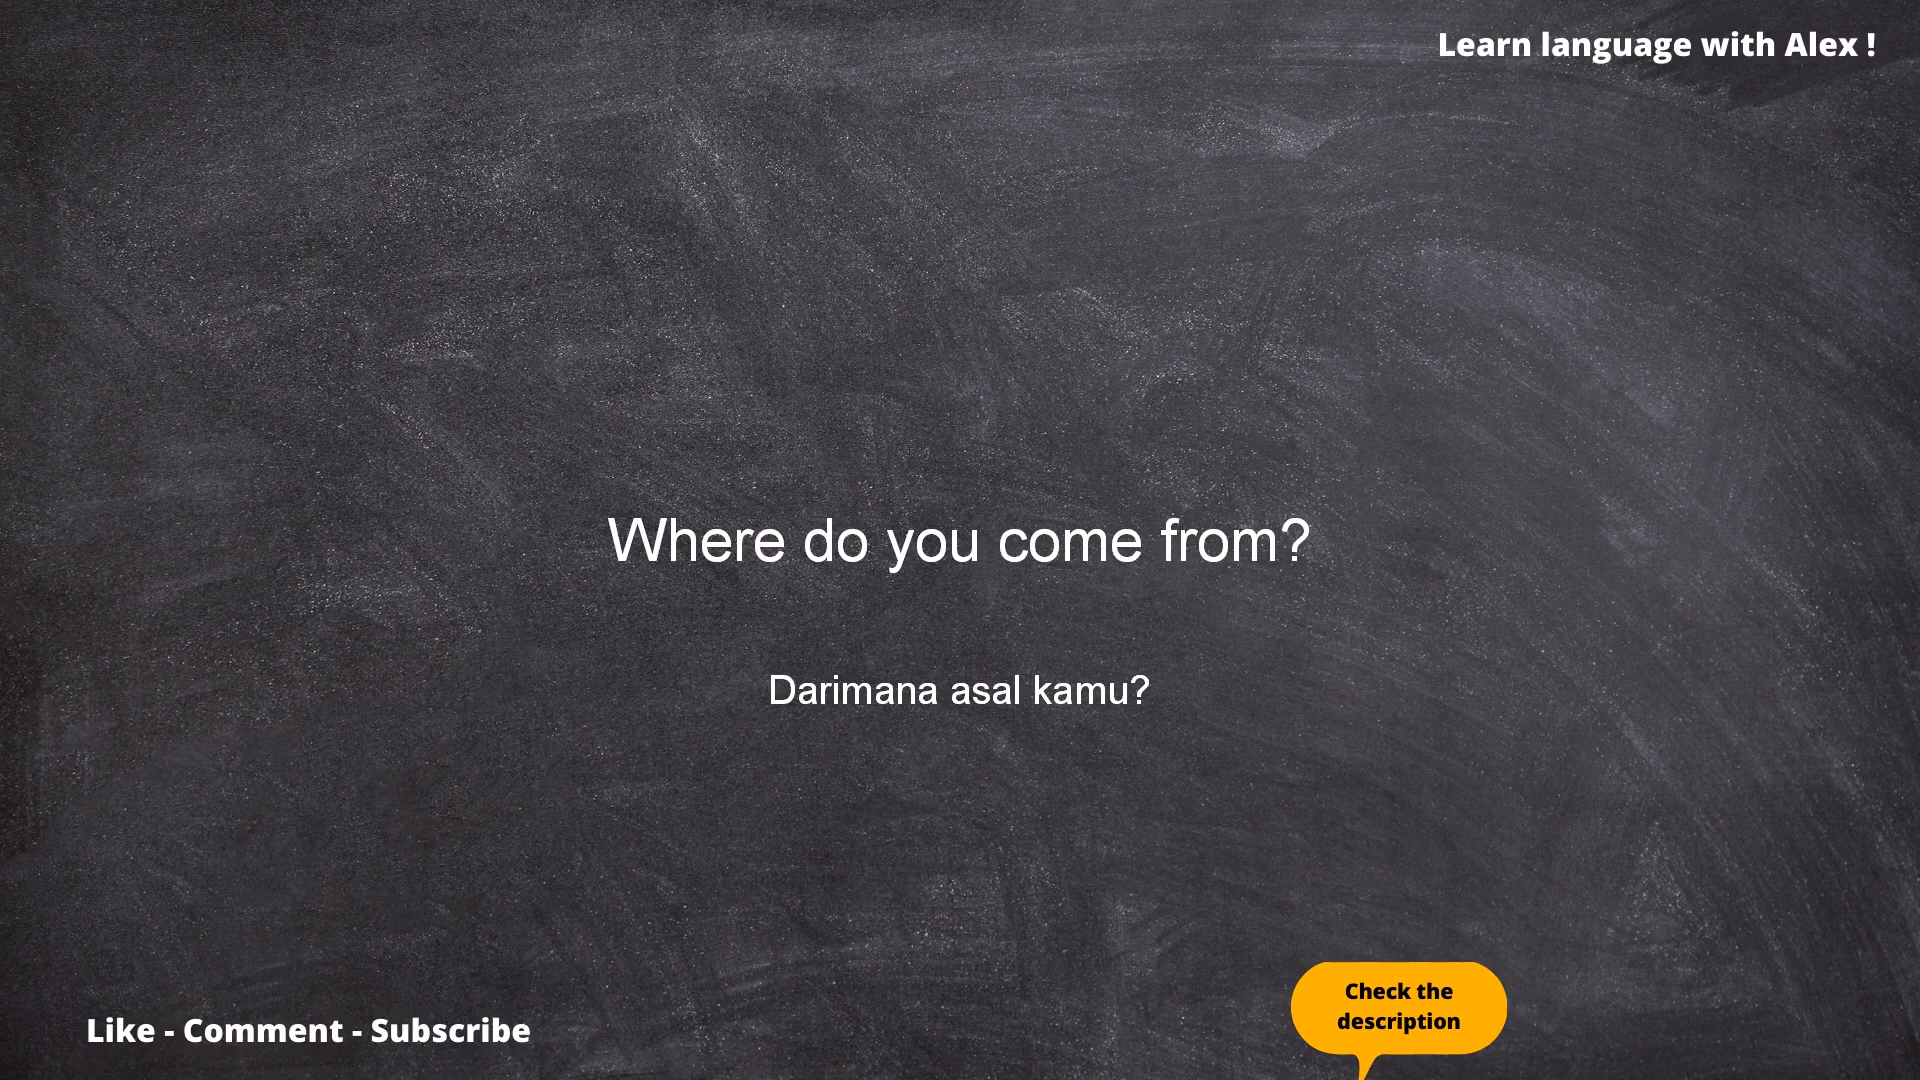 Learn language with Alex !
Where do you come from?
Darimana asal kamu?
Check the
description
Like - Comment - Subscribe